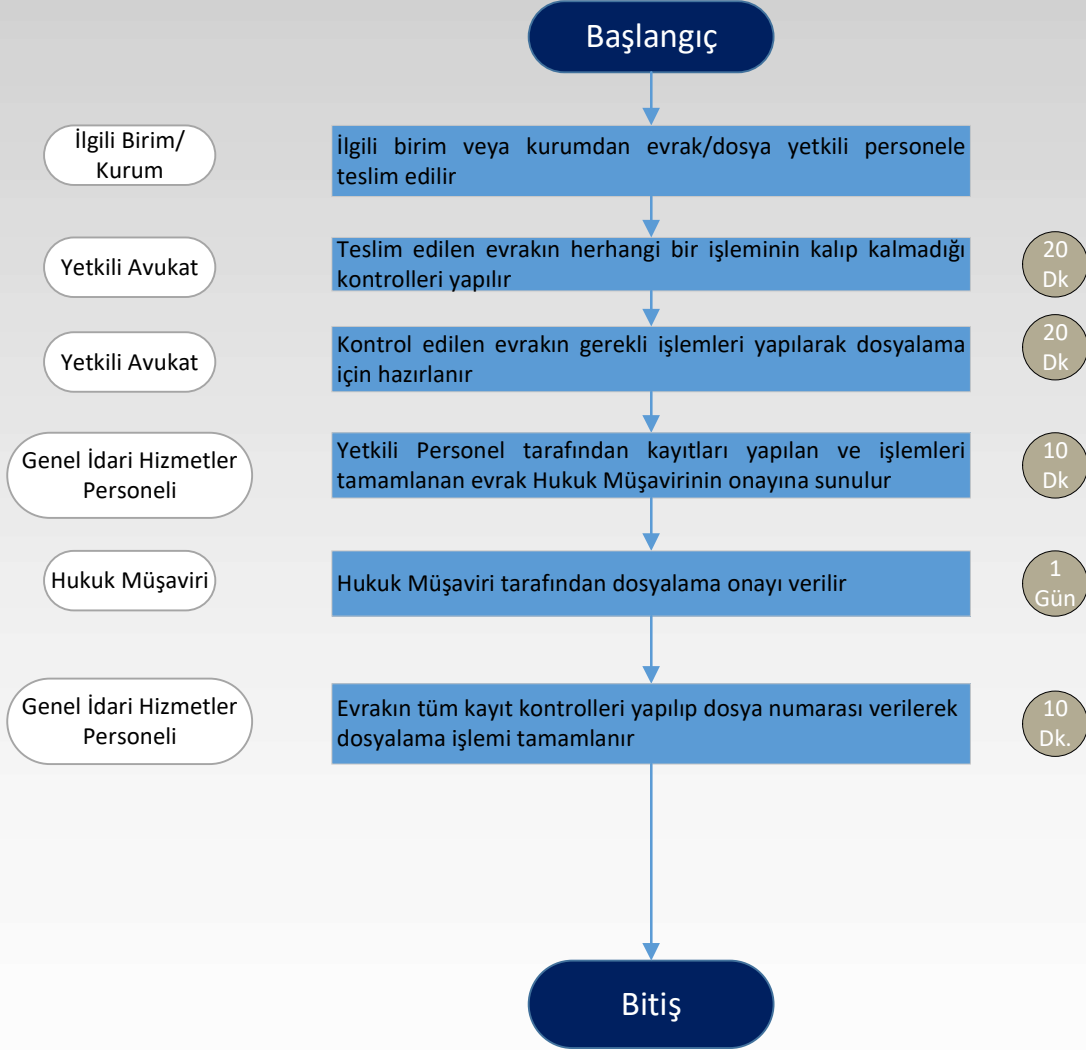 Başlangıç
İlgili Birim/
Kurum
İlgili birim veya kurumdan evrak/dosya yetkili personele
teslim edilir
Yetkili Avukat
Teslim edilen evrakın herhangi bir işleminin kalıp kalmadığı
kontrolleri yapılır
20
Dk
Yetkili Avukat
Kontrol edilen evrakın gerekli işlemleri yapılarak dosyalama
için hazırlanır
20
Dk
Genel İdari Hizmetler
Personeli
Yetkili Personel tarafından kayıtları yapılan ve işlemleri
tamamlanan evrak Hukuk Müşavirinin onayına sunulur
10
Dk
Hukuk Müşaviri
Hukuk Müşaviri tarafından dosyalama onayı verilir
1
Gün
Genel İdari Hizmetler
Personeli
Evrakın tüm kayıt kontrolleri yapılıp dosya numarası verilerek
dosyalama işlemi tamamlanır
10
Dk.
Bitiş